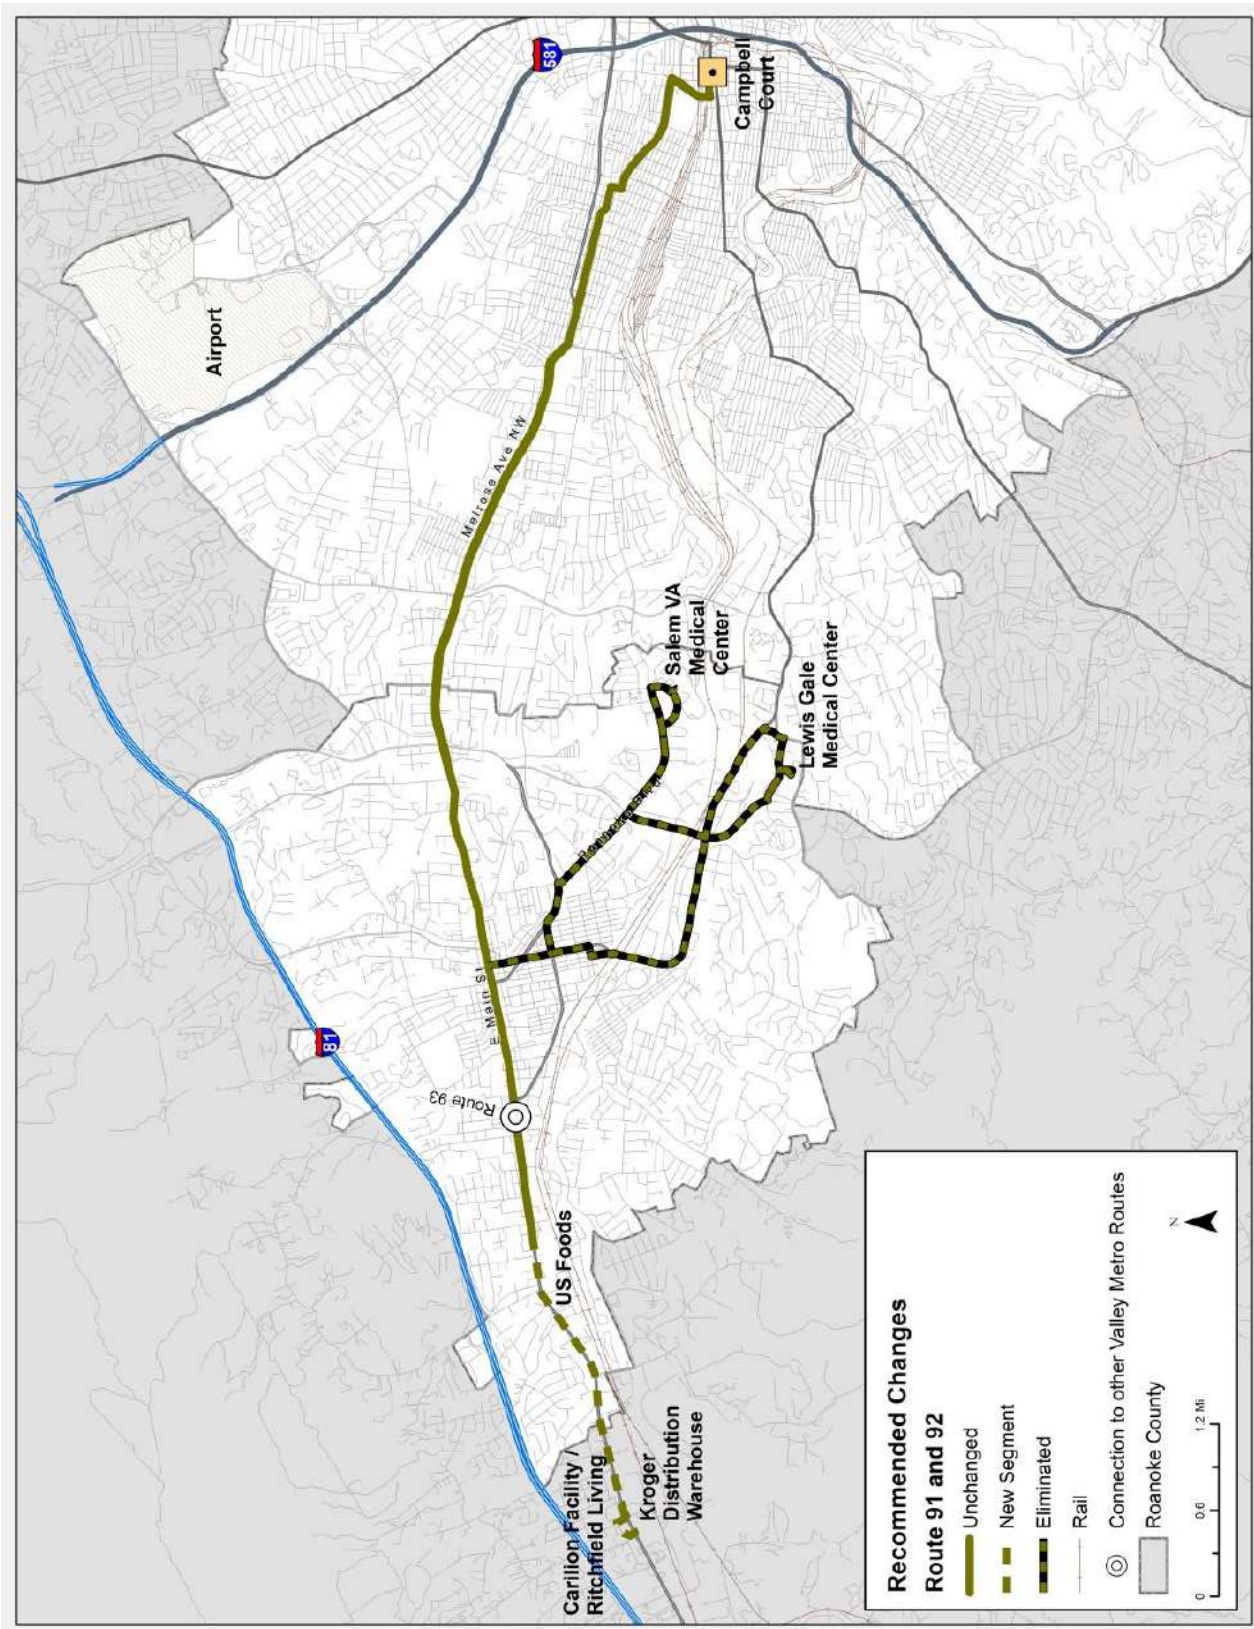 581
Campbell
Court
Airport
Melrose Ave NW
Salem VA
Medical
Center
Lewis Gale
Medical Center
E Main St
81
Route 93
US Foods
Carilion Facility /
Ritchfield Living
Kroger
Distribution
Warehouse
Recommended Changes
Route 91 and 92
Unchanged
New Segment
Eliminated
Rail
Connection to other Valley Metro Routes
Roanoke County
N
0
0.6
1.2 Mi